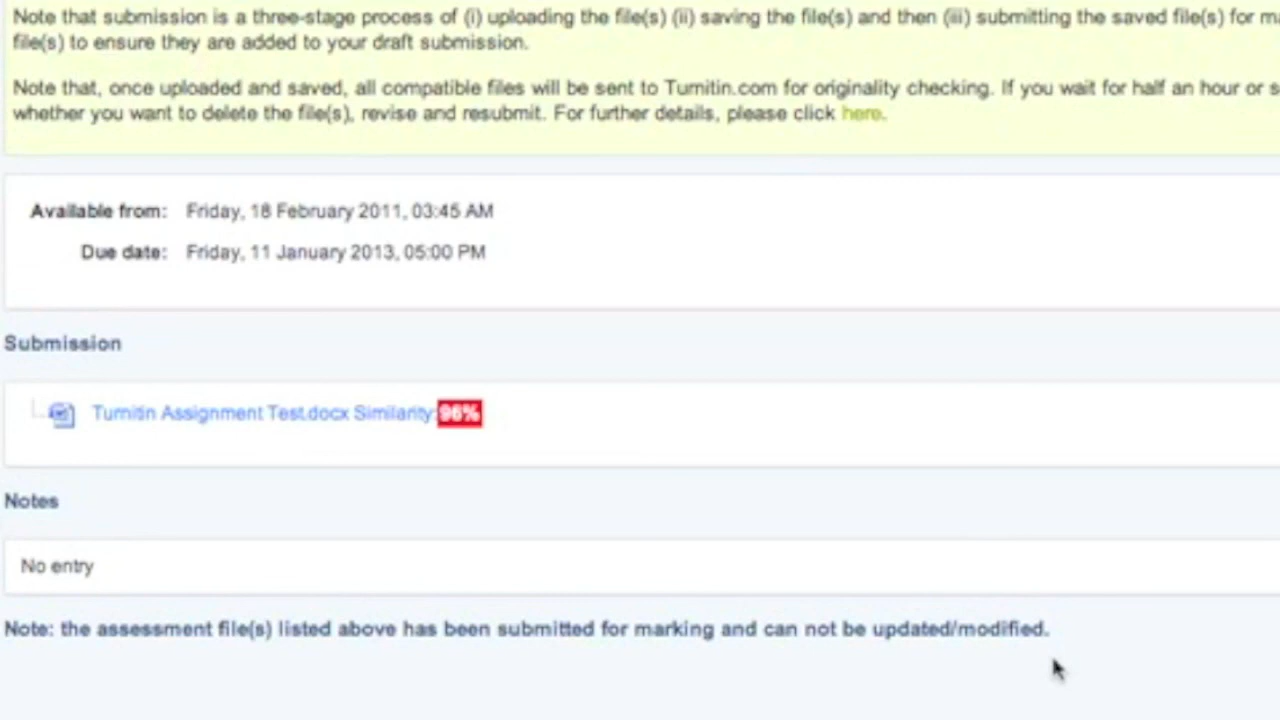 Note that submission is a three-stage process of (i) uploading the file(s) (ii) saving the file(s) and then (iii) submitting the saved file(s) for
file(s) to ensure they are added to your draft submission.
Note that, once uploaded and saved, all compatible files will be sent to Turnitin.com for originality checking. If you wait for half an hour or
whether you want to delete the file(s), revise and resubmit. For further details, please click here.
Available from: Friday, 18 February 2011, 03:45 AM
Due date: Friday, 11 January 2013, 05:00 PM
Submission
Turnitin Assignment Test.docx Similarity 96%
Notes
No entry
Note: the assessment file(s) listed above has been submitted for marking and can not be updated/modified.